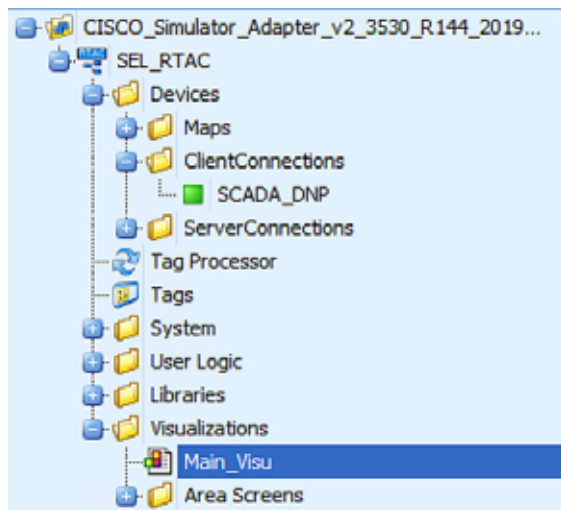 CISCO_Simulator_Adapter_v2_3530_R144_2019...
SEL_RTAC
Devices
Maps
ClientConnections
SCADA_DNP
ServerConnections
Tag Processor
Tags
System
User Logic
Libraries
Visualizations
Main_Visu
Area Screens